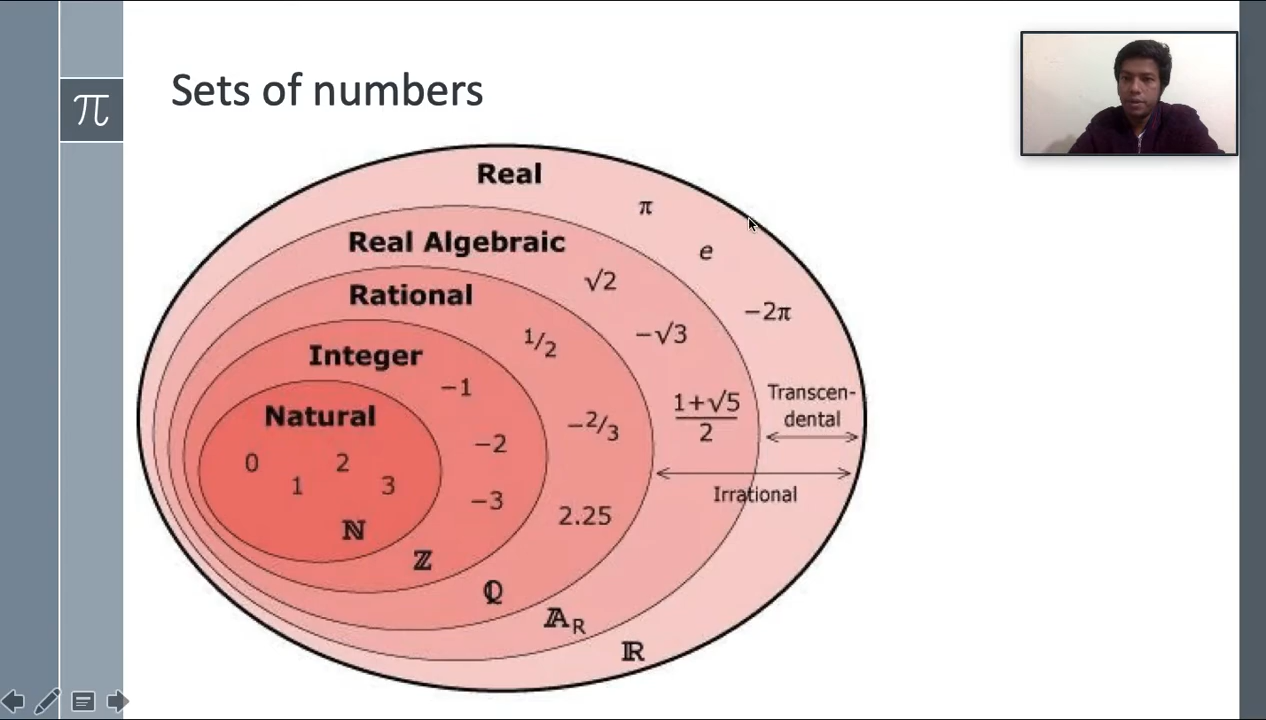 π
Sets of numbers
Real
π
e
Real Algebraic
√2
-2π
Rational
-√3
1/2
Integer
-1
1+√5
2
Transcen-
dental
Natural
-2/3
-2
0
2
1
3
Irrational
-3
2.25
ℕ
ℤ
ℚ
𝔸R
ℝ